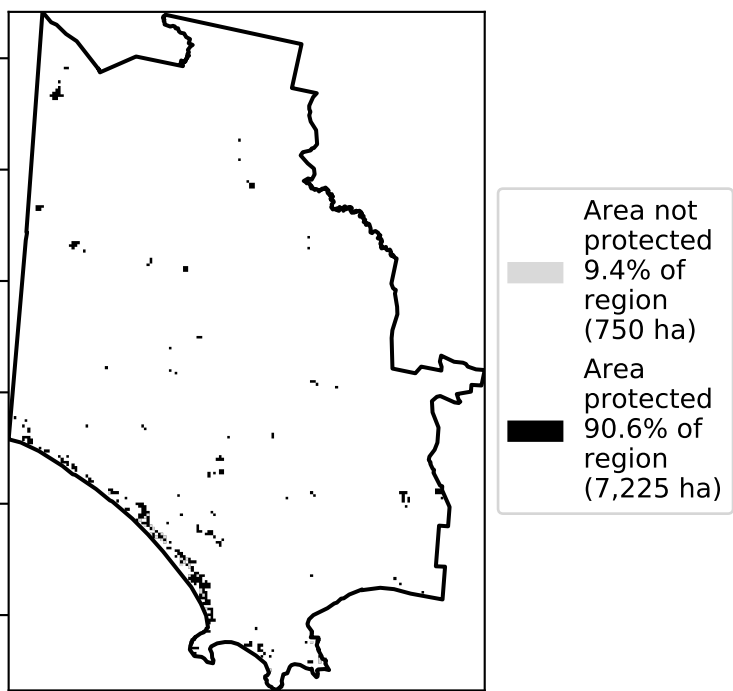 Area not
protected
9.4% of
region
(750 ha)
Area
protected
90.6% of
region
(7,225 ha)